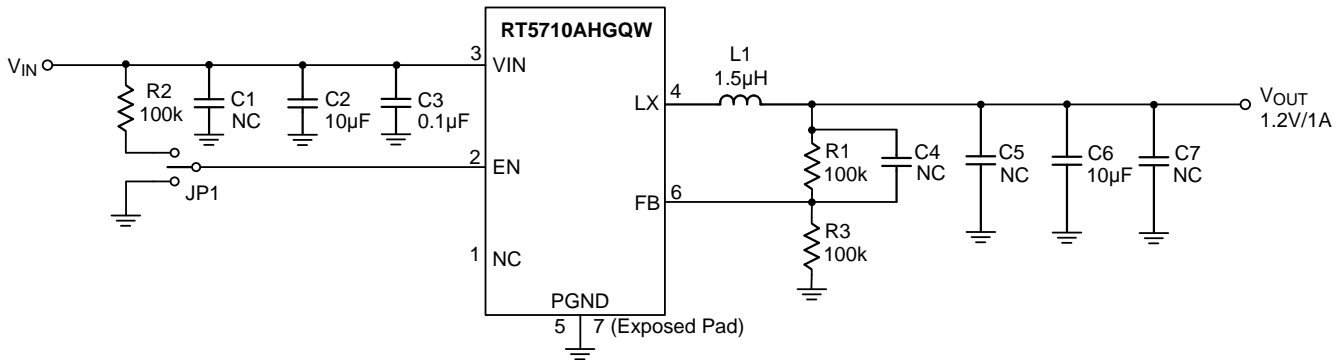 RT5710AHGQW
V_IN
R2
100k
C1
NC
C2
10µF
C3
0.1µF
JP1
3
VIN
2
EN
1
NC
PGND
5
7 (Exposed Pad)
LX
4
FB
6
L1
1.5µH
R1
100k
C4
NC
R3
100k
C5
NC
C6
10µF
C7
NC
V_OUT
1.2V/1A